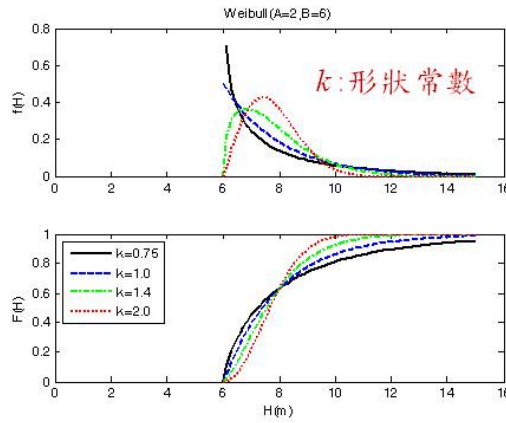 Weibull(A=2,B=6)
0.8
0.6
0.4
0.2
0
f(H)
k:形狀常數
0 2 4 6 8 10 12 14 16
1
0.8
0.6
0.4
0.2
0
F(H)
k=0.75
k=1.0
k=1.4
k=2.0
0 2 4 6 8 10 12 14 16
H(m)